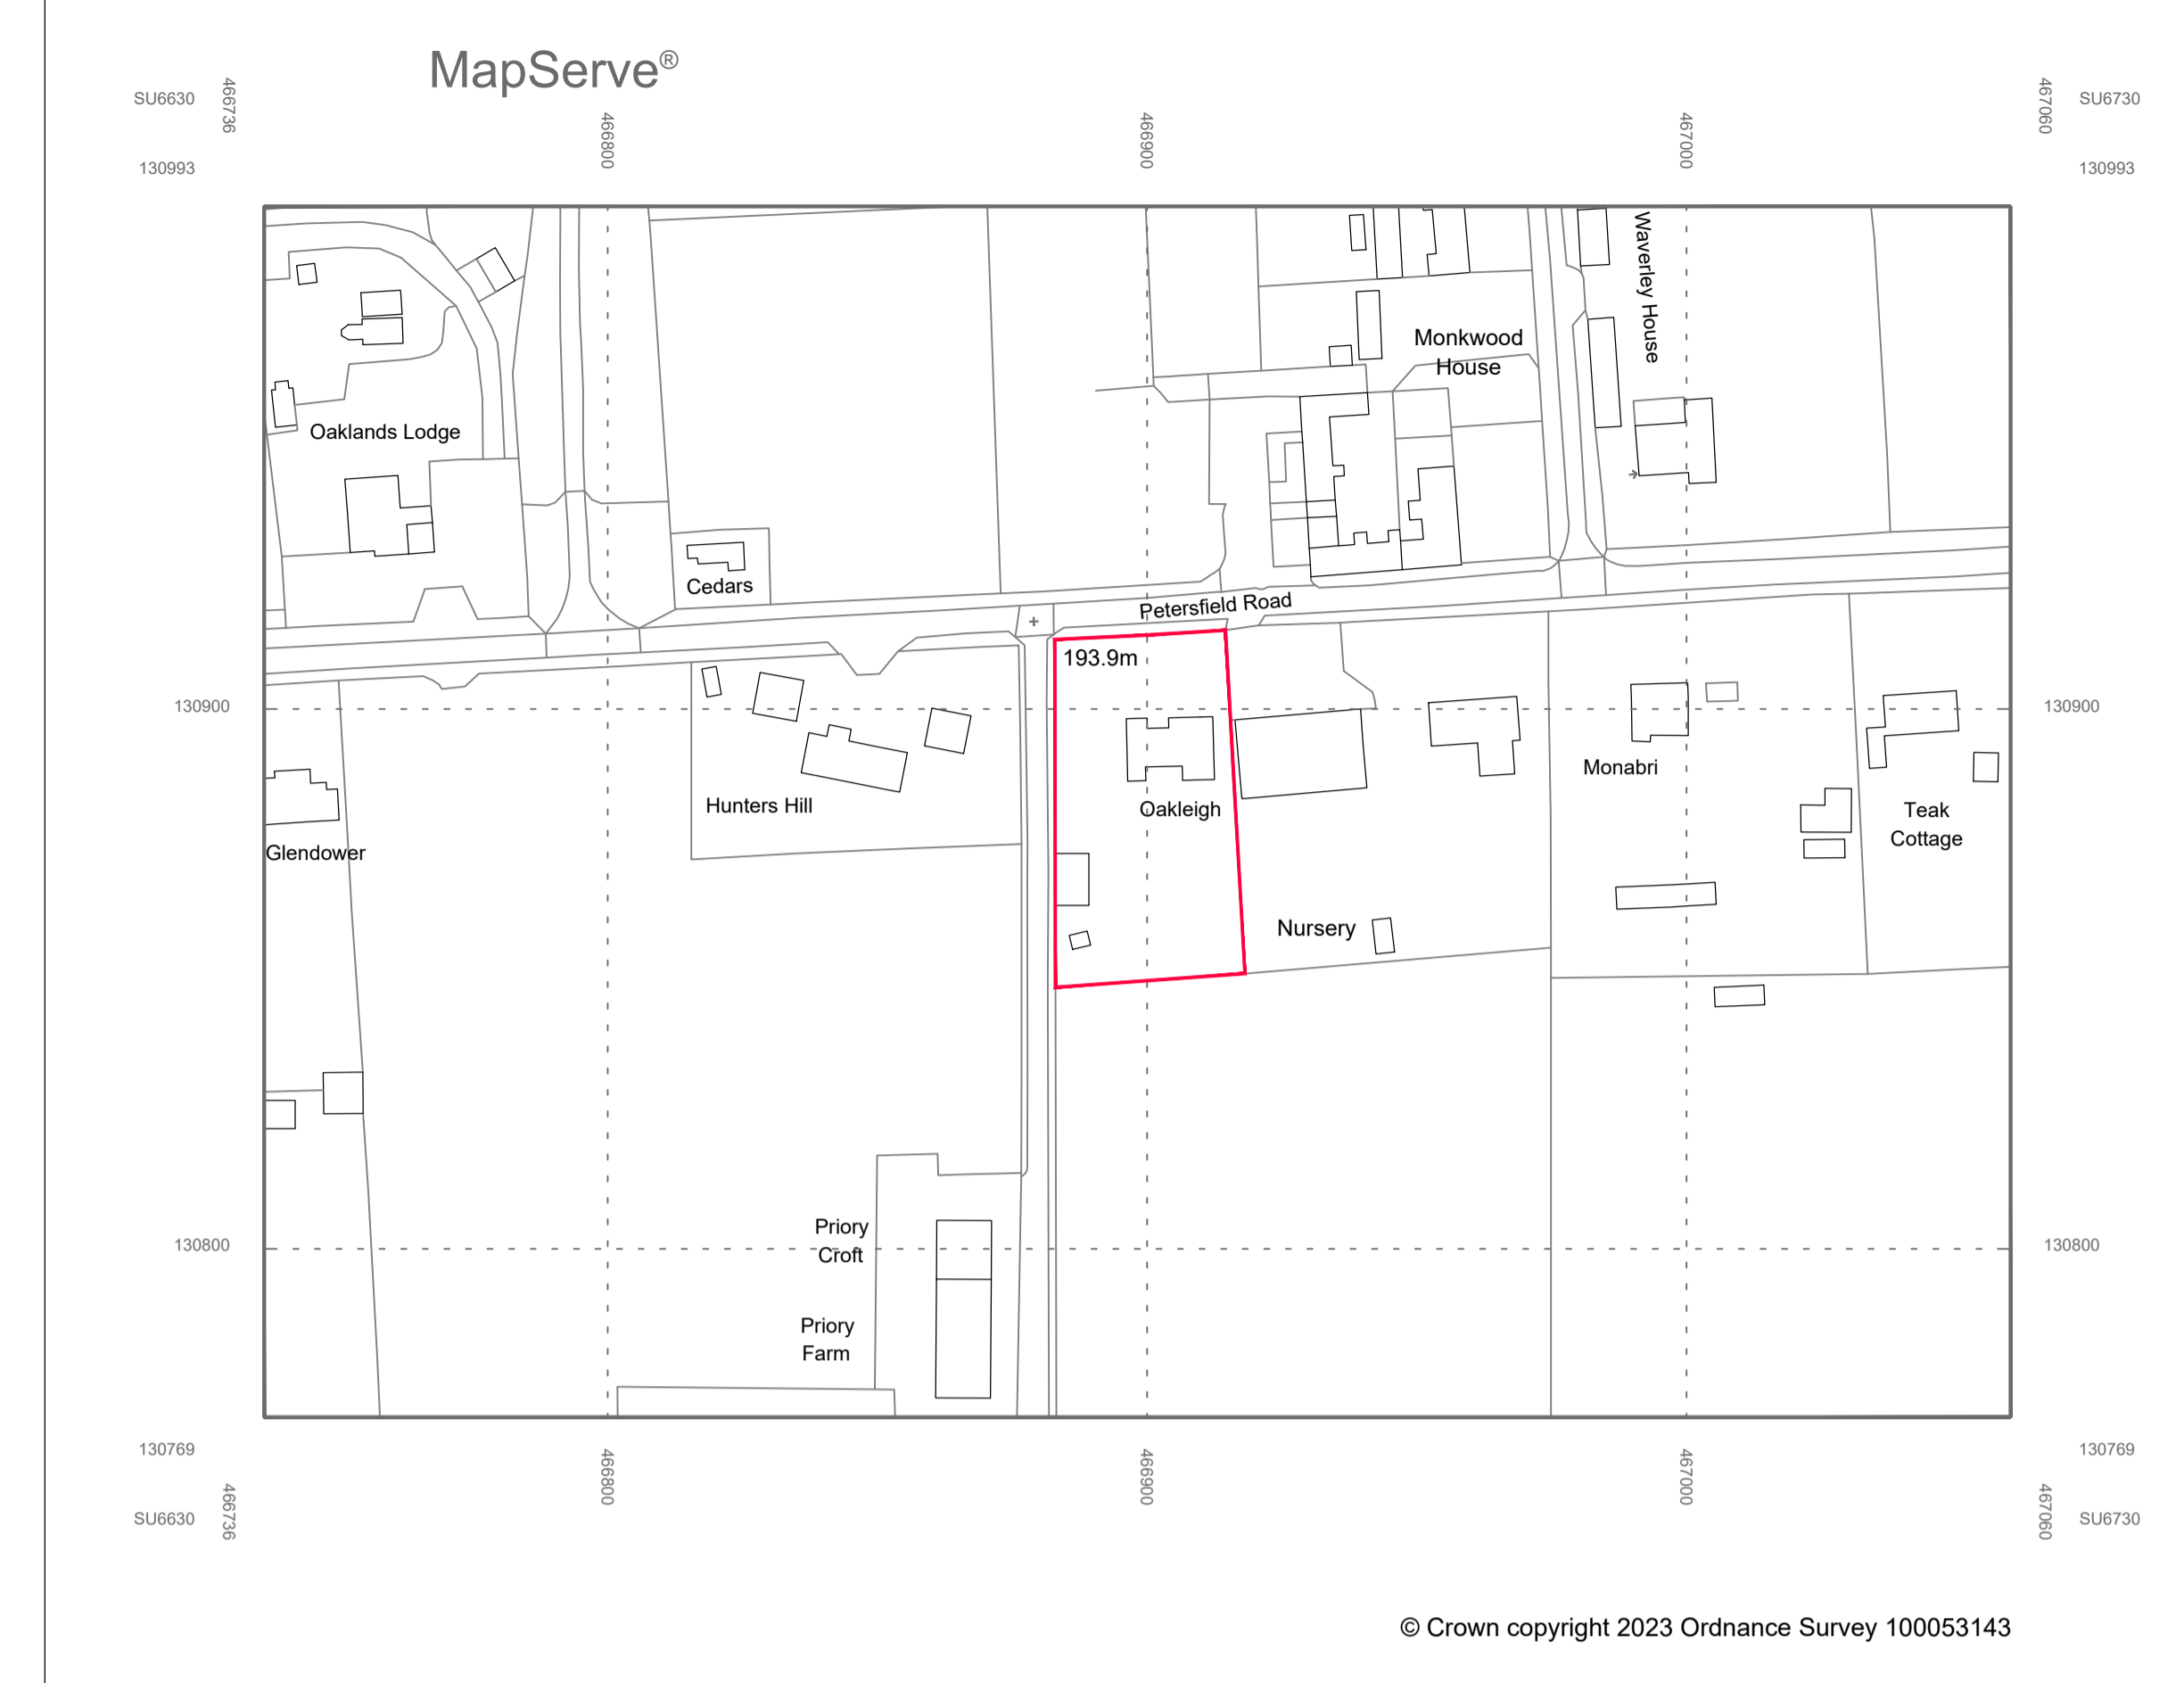 MapServe®
SU6630
466736
466800
466900
467000
467060
SU6730
130993
130993
Waverley House
Monkwood
House
Oaklands Lodge
Cedars
Petersfield Road
193.9m
130900
130900
Monabri
Hunters Hill
Oakleigh
Teak
Cottage
Glendower
Nursery
Priory
Croft
130800
130800
Priory
Farm
130769
130769
466736
466800
466900
467000
467060
SU6630
SU6730
© Crown copyright 2023 Ordnance Survey 100053143